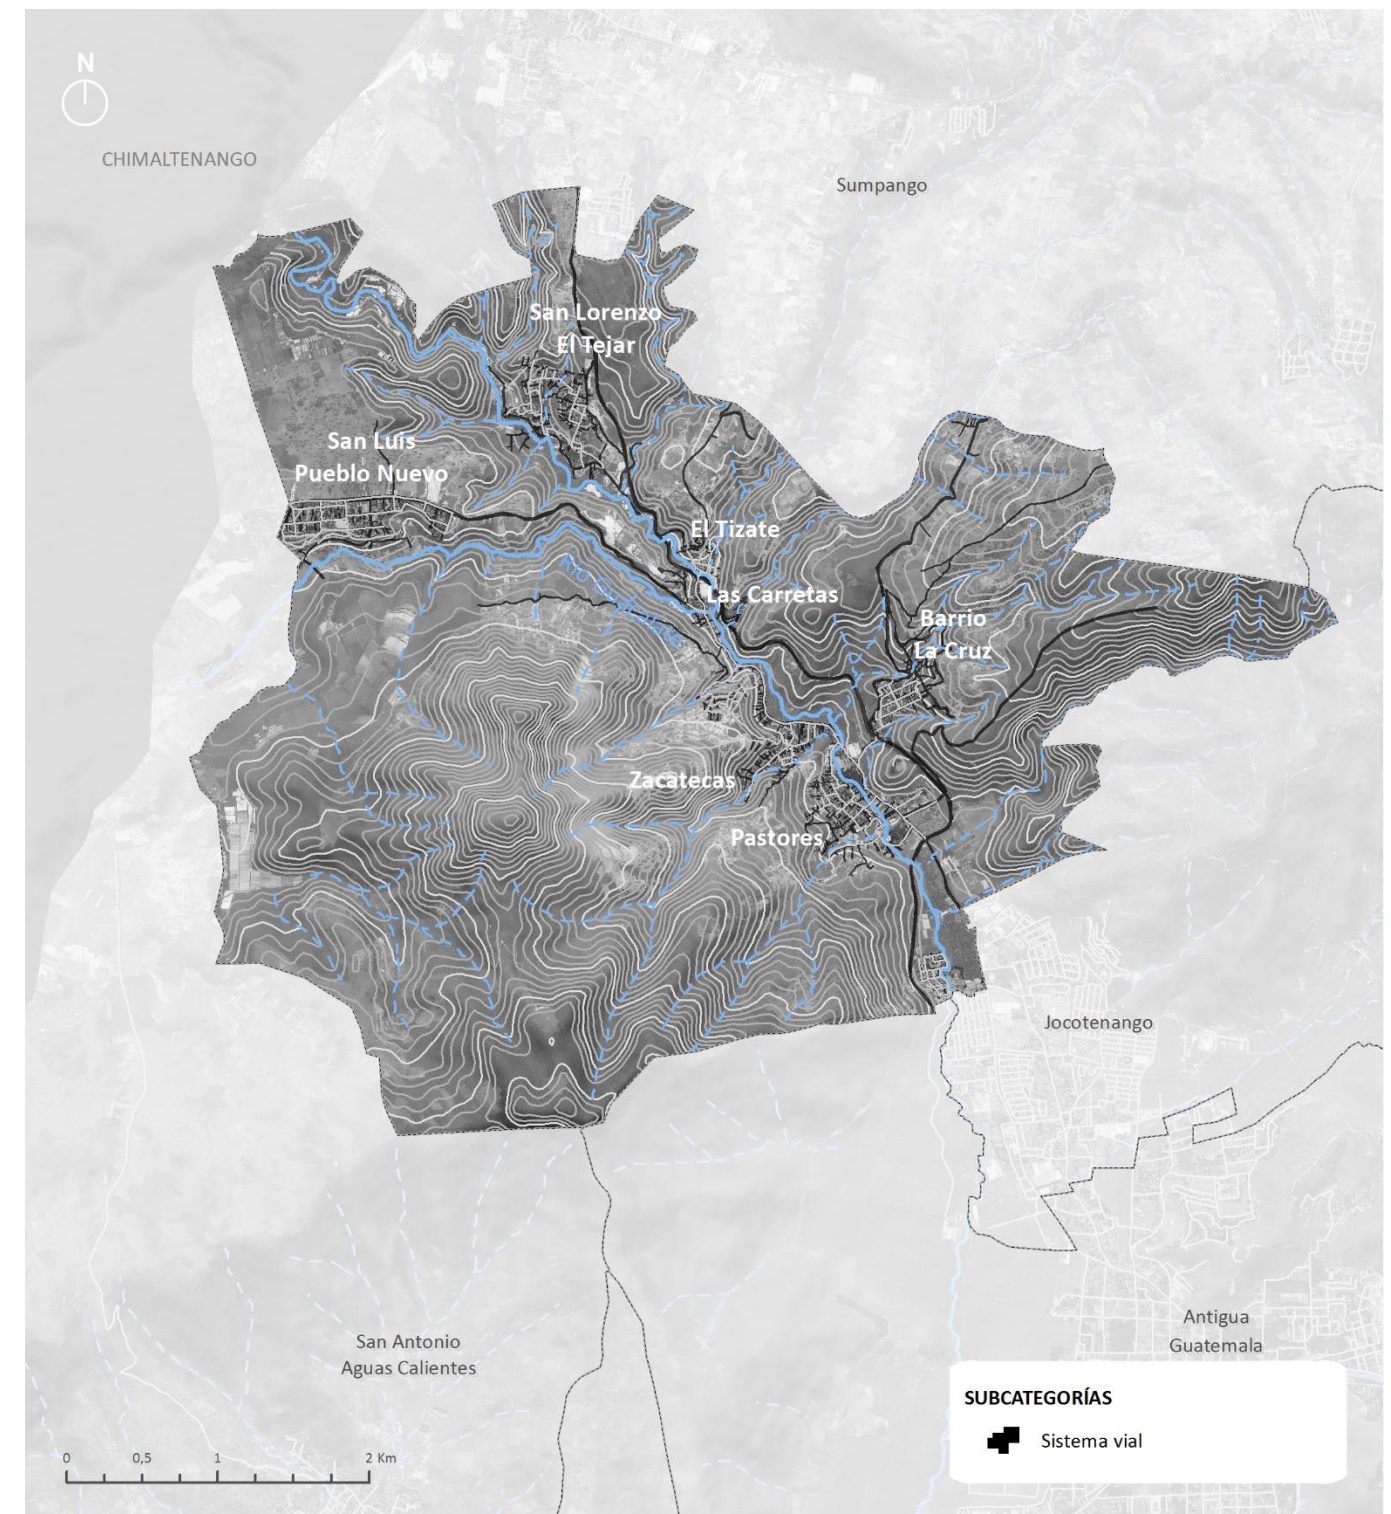 N
CHIMALTENANGO
Sumpango
San Lorenzo
El Tejar
San Luis
Pueblo Nuevo
El Tizate
Las Carretas
Barrio
La Cruz
Zacatecas
Pastores
Jocotenango
Antigua
Guatemala
San Antonio
Aguas Calientes
SUBCATEGORÍAS
Sistema vial
0 0,5 1 2 Km